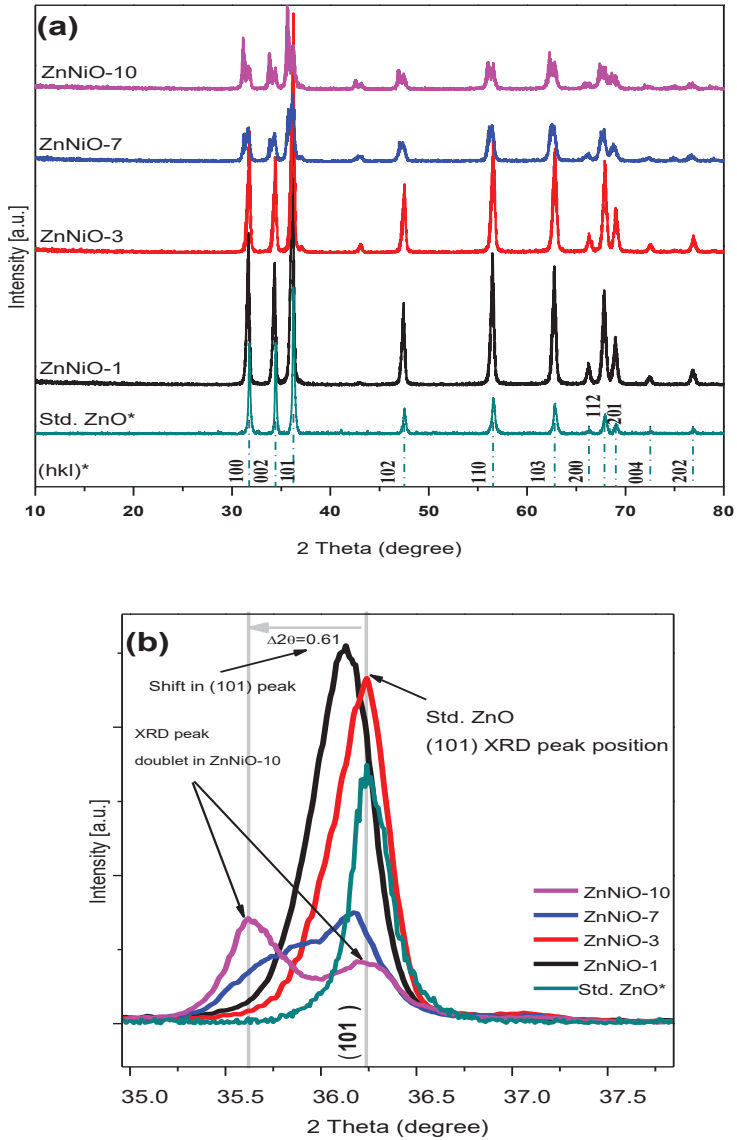 (a)
ZnNiO-10
ZnNiO-7
ZnNiO-3
ZnNiO-1
Std. ZnO*
(hkl)*
100
002
101
102
110
103
200
112
201
004
202
Intensity [a.u.]
10 20 30 40 50 60 70 80
2 Theta (degree)
(b)
Δ2θ=0.61
Shift in (101) peak
XRD peak
doublet in ZnNiO-10
Std. ZnO
(101) XRD peak position
ZnNiO-10
ZnNiO-7
ZnNiO-3
ZnNiO-1
Std. ZnO*
(101)
Intensity [a.u.]
35.0 35.5 36.0 36.5 37.0 37.5
2 Theta (degree)